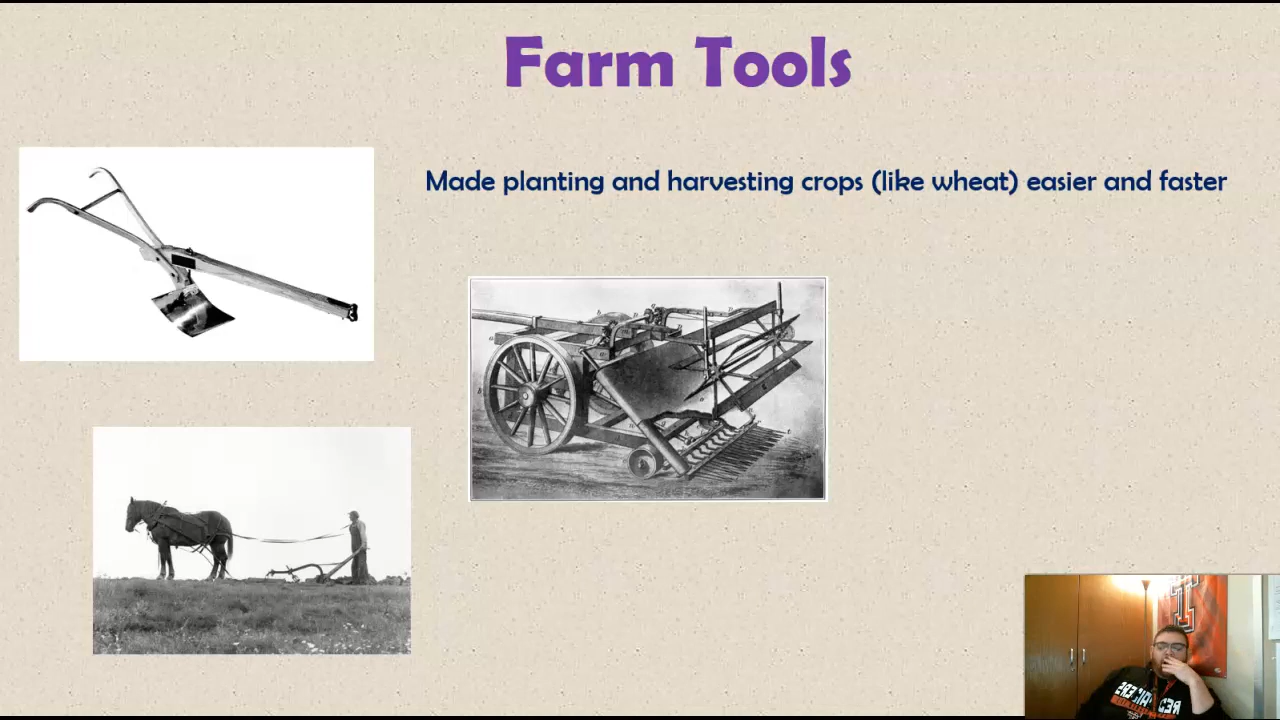 Farm Tools
Made planting and harvesting crops (like wheat) easier and faster